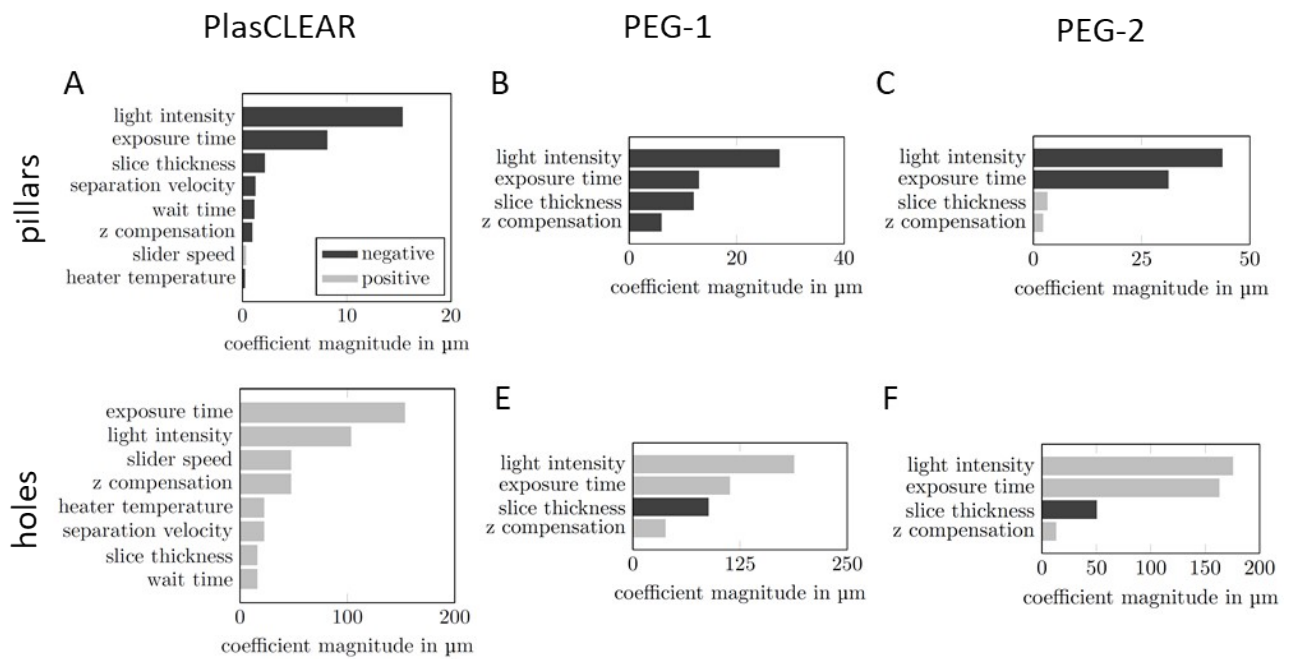 PlasCLEAR
PEG-1
PEG-2
pillars
A
light intensity
exposure time
slice thickness
separation velocity
wait time
z compensation
slider speed
heater temperature
negative
positive
0 10 20
coefficient magnitude in µm
B
light intensity
exposure time
slice thickness
z compensation
0 20 40
coefficient magnitude in µm
C
light intensity
exposure time
slice thickness
z compensation
0 25 50
coefficient magnitude in µm
holes
exposure time
light intensity
slider speed
z compensation
heater temperature
separation velocity
slice thickness
wait time
0 100 200
coefficient magnitude in µm
E
light intensity
exposure time
slice thickness
z compensation
0 125 250
coefficient magnitude in µm
F
light intensity
exposure time
slice thickness
z compensation
0 50 100 150 200
coefficient magnitude in µm